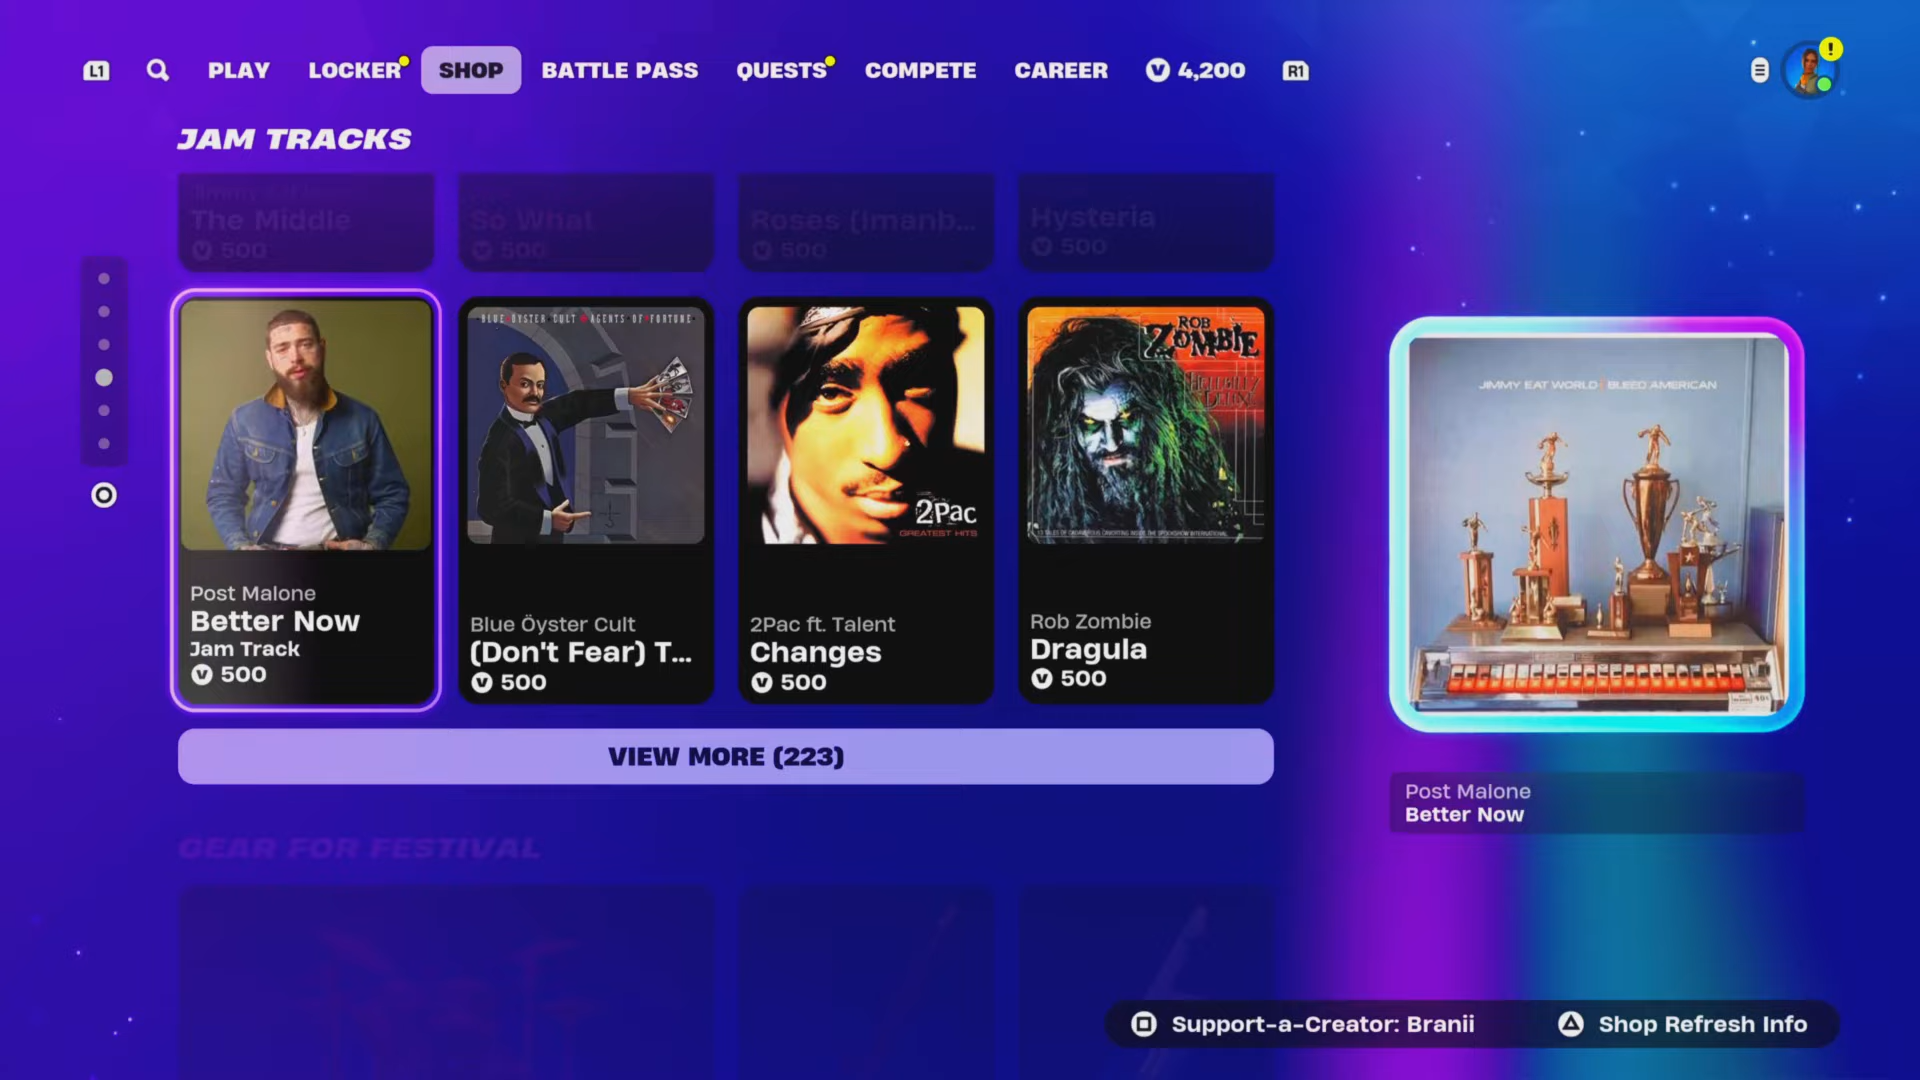 L1
PLAY
LOCKER
SHOP
BATTLE PASS
QUESTS
COMPETE
CAREER
4,200
R1
!
JAM TRACKS
The Middle
500
So What
500
Roses (Imanb...
500
Hysteria
500
Post Malone
Better Now
Jam Track
500
BLUE ÖYSTER CULT AGENTS OF FORTUNE
Blue Öyster Cult
(Don't Fear) T...
500
2Pac
GREATEST HITS
2Pac ft. Talent
Changes
500
ROB
ZOMBIE
HELLBILLY
DELUXE
Rob Zombie
Dragula
500
VIEW MORE (223)
JIMMY EAT WORLD BLEED AMERICAN
Post Malone
Better Now
GEAR FOR FESTIVAL
Support-a-Creator: Branii
Shop Refresh Info